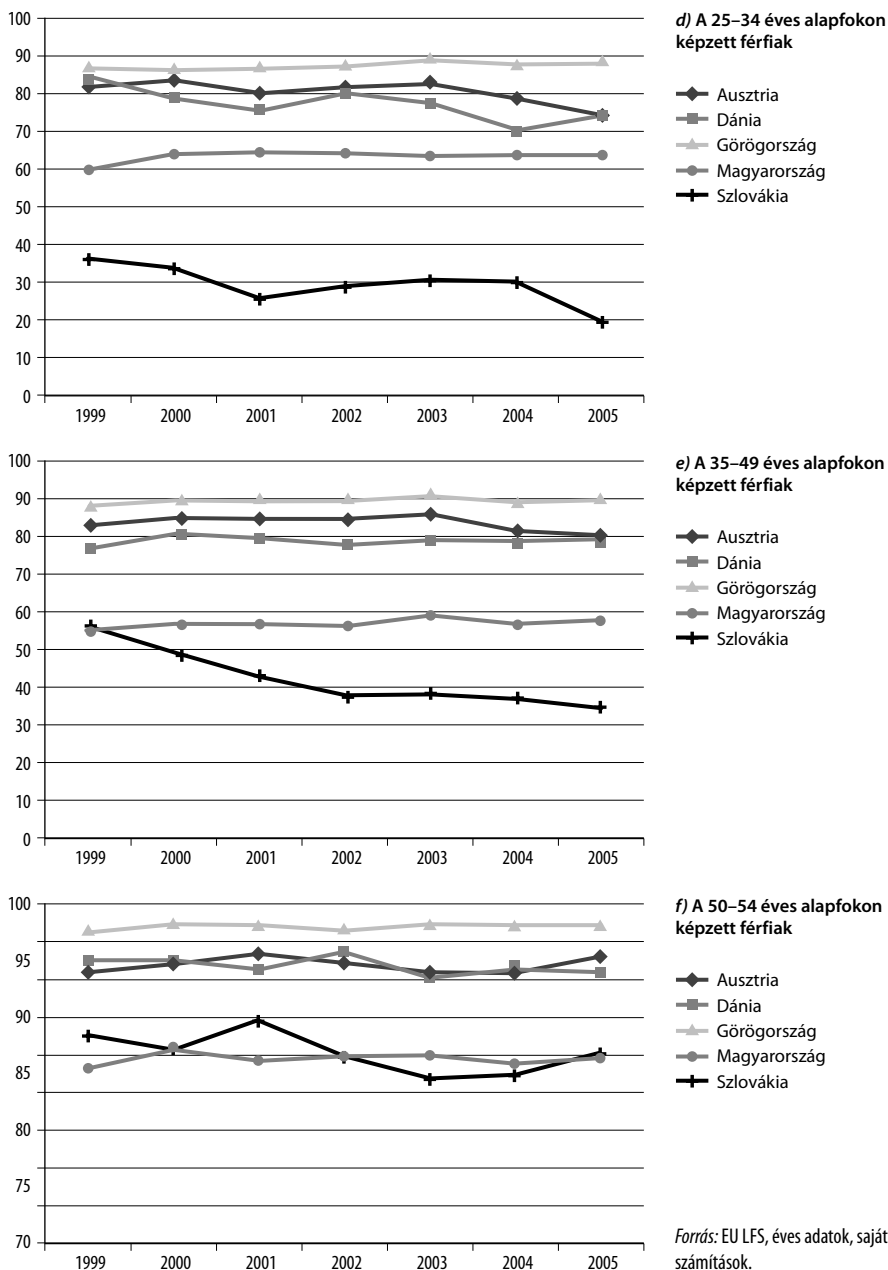 100
90
80
70
60
50
40
30
20
10
0
1999 2000 2001 2002 2003 2004 2005
d) A 25–34 éves alapfokon
képzett férfiak
Ausztria
Dánia
Görögország
Magyarország
Szlovákia
100
90
80
70
60
50
40
30
20
10
0
1999 2000 2001 2002 2003 2004 2005
e) A 35–49 éves alapfokon
képzett férfiak
Ausztria
Dánia
Görögország
Magyarország
Szlovákia
100
95
90
85
80
75
70
1999 2000 2001 2002 2003 2004 2005
f) A 50–54 éves alapfokon
képzett férfiak
Ausztria
Dánia
Görögország
Magyarország
Szlovákia
Forrás: EU LFS, éves adatok, saját
számítások.